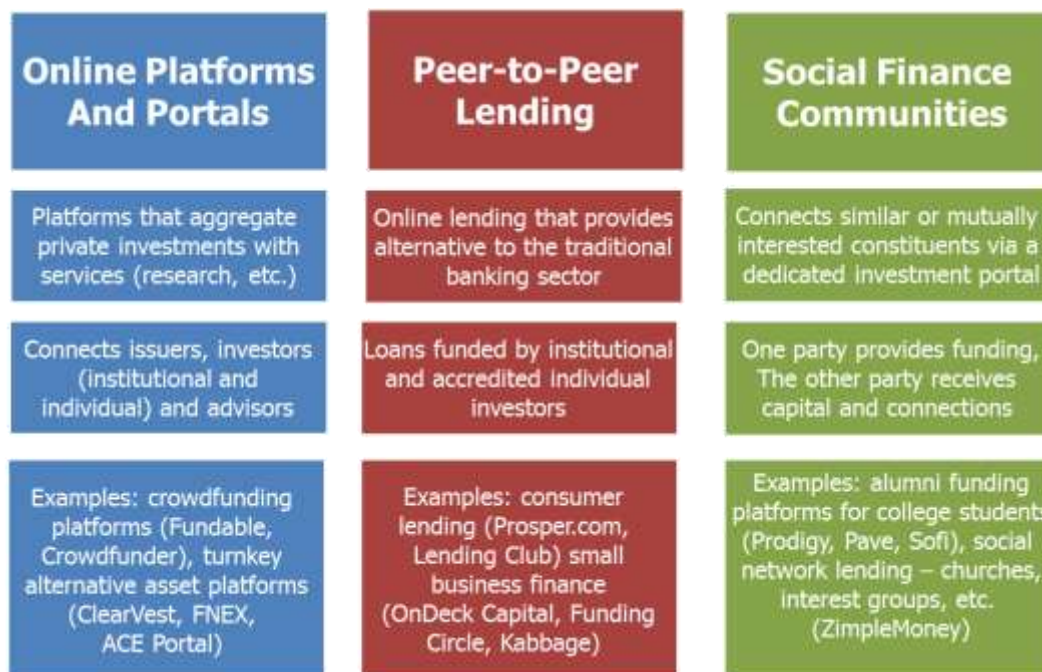 Online Platforms
And Portals
Platforms that aggregate
private investments with
services (research, etc.)
Connects issuers, investors
(institutional and
individual) and advisors
Examples: crowdfunding
platforms (Fundable,
Crowdfunder), turnkey
alternative asset platforms
(ClearVest, FNEX,
ACE Portal)
Peer-to-Peer
Lending
Online lending that provides
alternative to the traditional
banking sector
Loans funded by institutional
and accredited individual
investors
Examples: consumer
lending (Prosper.com,
Lending Club) small
business finance
(OnDeck Capital, Funding
Circle, Kabbage)
Social Finance
Communities
Connects similar or mutually
interested constituents via a
dedicated investment portal
One party provides funding,
The other party receives
capital and connections
Examples: alumni funding
platforms for college students
(Prodigy, Pave, Sofi), social
network lending – churches,
interest groups, etc.
(ZimpleMoney)